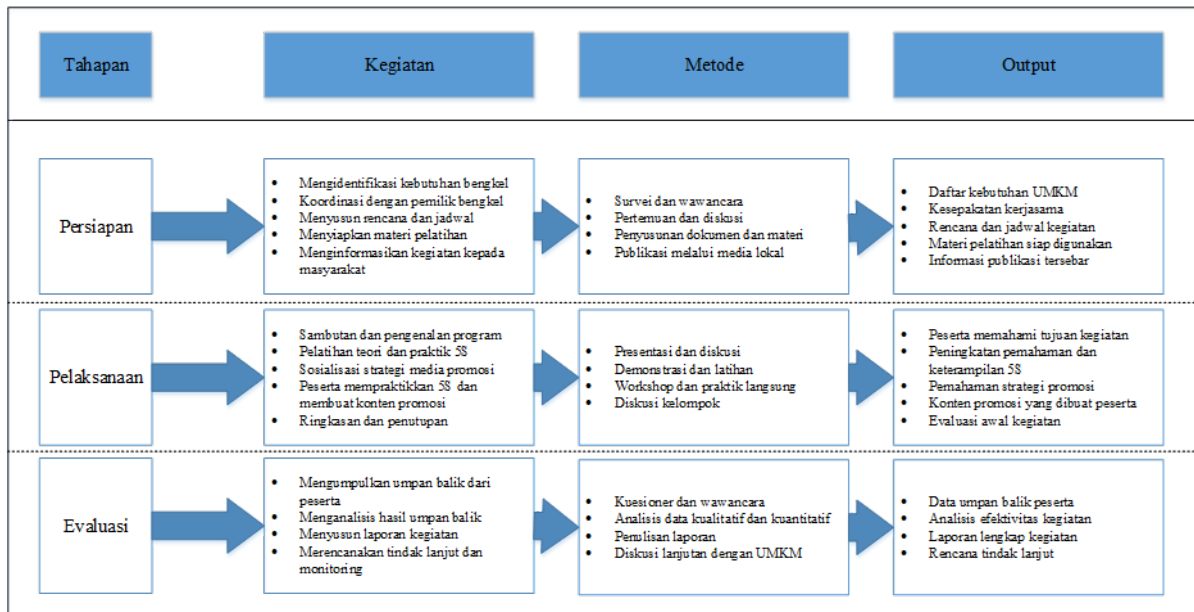 Tahapan
Kegiatan
Metode
Output
Persiapan
• Mengidentifikasi kebutuhan bengkel
• Koordinasi dengan pemilik bengkel
• Menyusun rencana dan jadwal
• Menyiapkan materi pelatihan
• Menginformasikan kegiatan kepada
masyarakat
• Survei dan wawancara
• Pertemuan dan diskusi
• Penyusunan dokumen dan materi
• Publikasi melalui media lokal
• Daftar kebutuhan UMKM
• Kesepakatan kerjasama
• Rencana dan jadwal kegiatan
• Materi pelatihan siap digunakan
• Informasi publikasi tersebar
Pelaksanaan
• Sambutan dan pengenalan program
• Pelatihan teori dan praktik 5S
• Sosialisasi strategi media promosi
• Peserta mempraktikkan 5S dan
membuat konten promosi
• Ringkasan dan penutupan
• Presentasi dan diskusi
• Demonstrasi dan latihan
• Workshop dan praktik langsung
• Diskusi kelompok
• Peserta memahami tujuan kegiatan
• Peningkatan pemahaman dan
keterampilan 5S
• Pemahaman strategi promosi
• Konten promosi yang dibuat peserta
• Evaluasi awal kegiatan
Evaluasi
• Mengumpulkan umpan balik dari
peserta
• Menganalisis hasil umpan balik
• Menyusun laporan kegiatan
• Merencanakan tindak lanjut dan
monitoring
• Kuesioner dan wawancara
• Analisis data kualitatif dan kuantitatif
• Penulisan laporan
• Diskusi lanjutan dengan UMKM
• Data umpan balik peserta
• Analisis efektivitas kegiatan
• Laporan lengkap kegiatan
• Rencana tindak lanjut